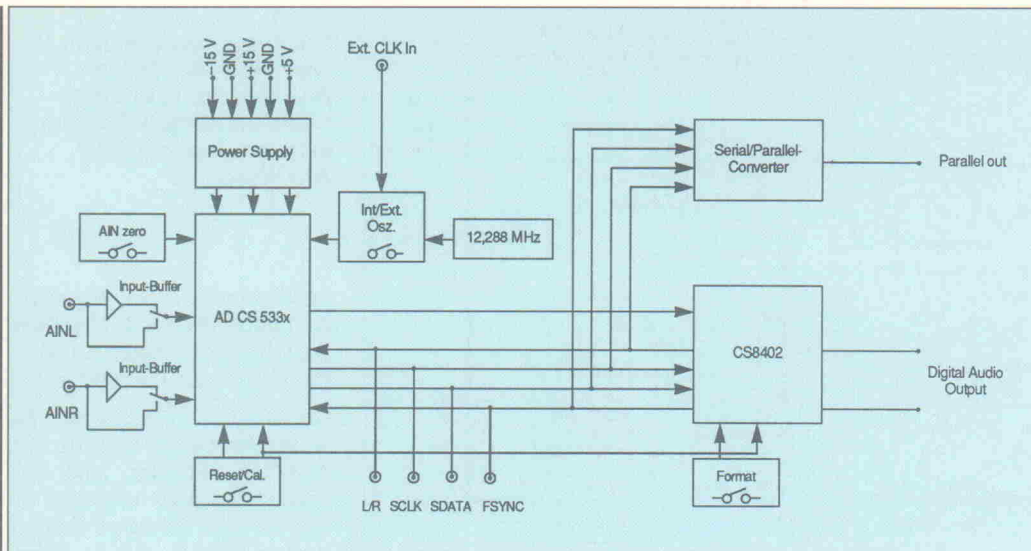 –15 V
GND
+15 V
GND
+5 V
Ext. CLK In
Power Supply
Serial/Parallel-
Converter
Parallel out
AIN zero
Int/Ext.
Osz.
12,288 MHz
Input-Buffer
AINL
AD CS 533x
CS8402
Input-Buffer
AINR
Digital Audio
Output
Reset/Cal.
Format
L/R
SCLK
SDATA
FSYNC